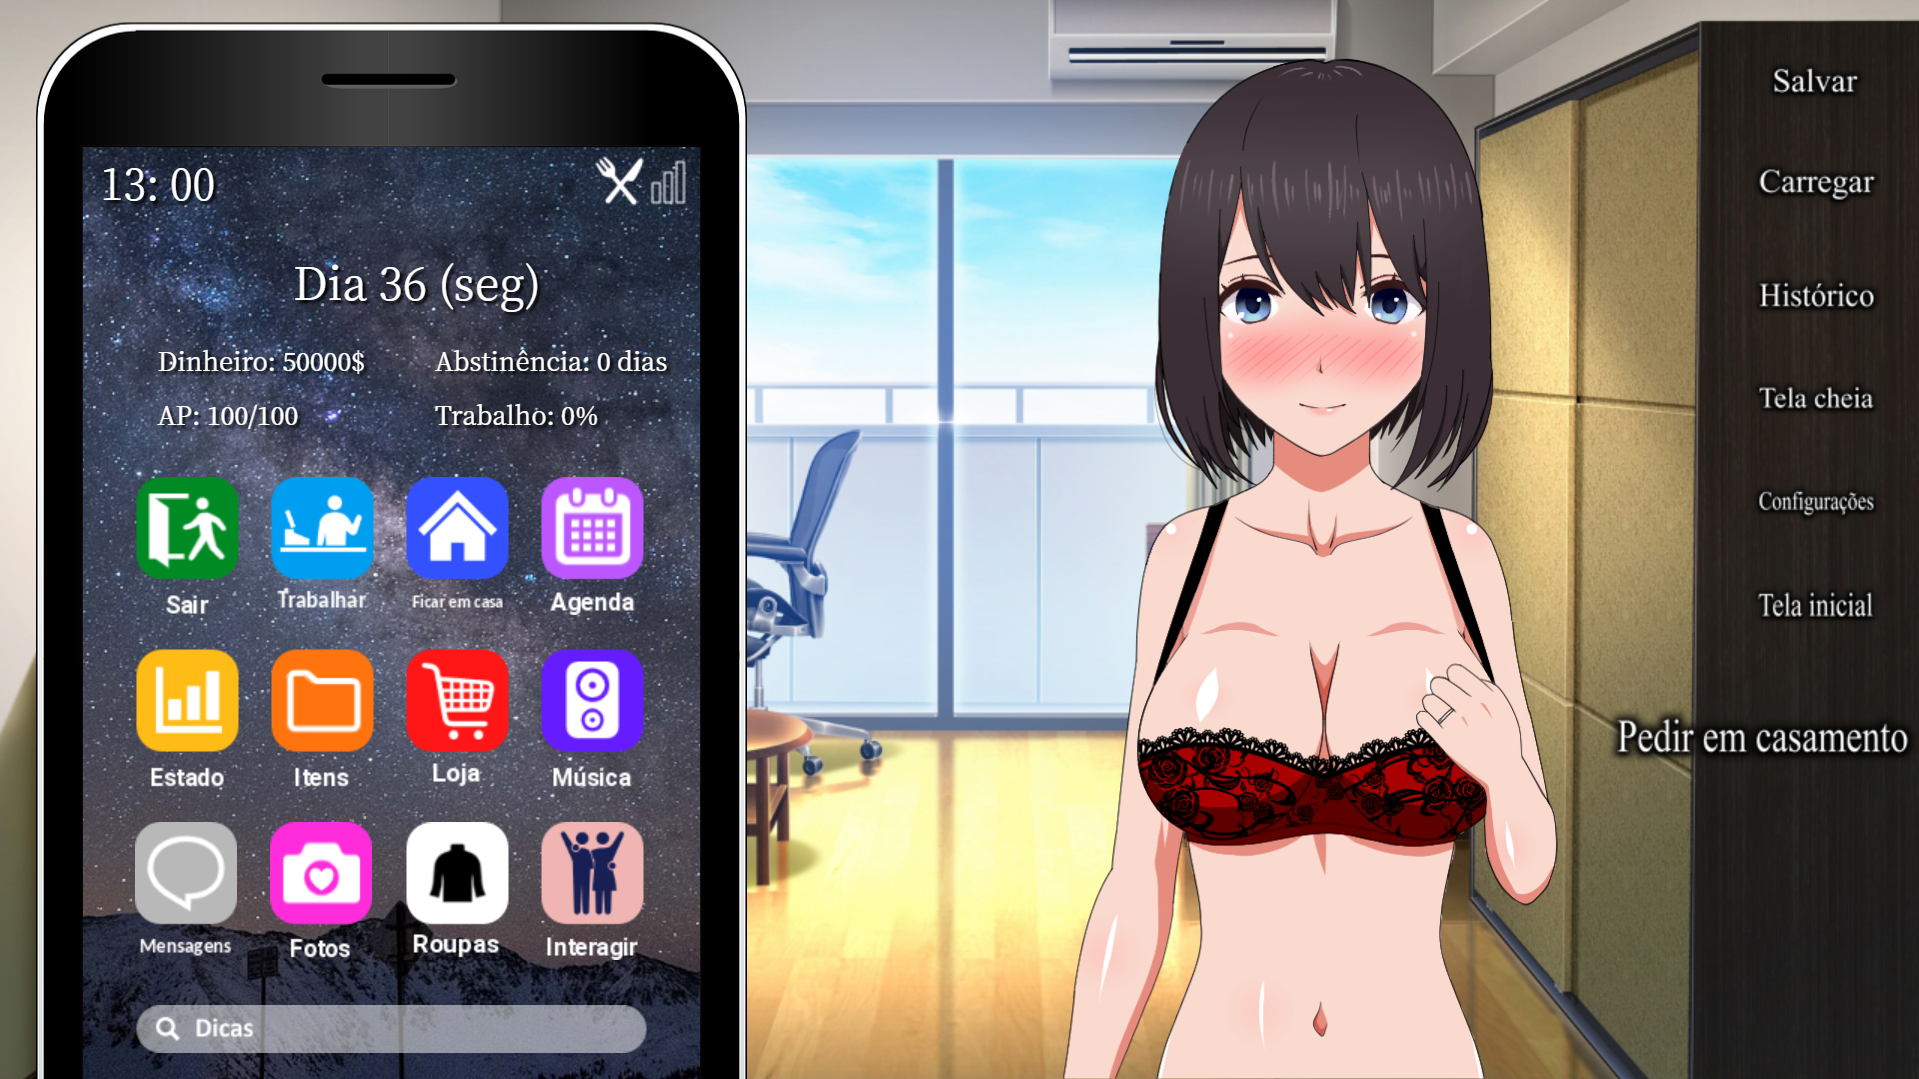 13: 00
Dia 36 (seg)
Dinheiro: 50000$ Abstinência: 0 dias
AP: 100/100 Trabalho: 0%
Sair Trabalhar Ficar em casa Agenda
Estado Itens Loja Música
Mensagens Fotos Roupas Interagir
Dicas
Salvar
Carregar
Histórico
Tela cheia
Configurações
Tela inicial
Pedir em casamento